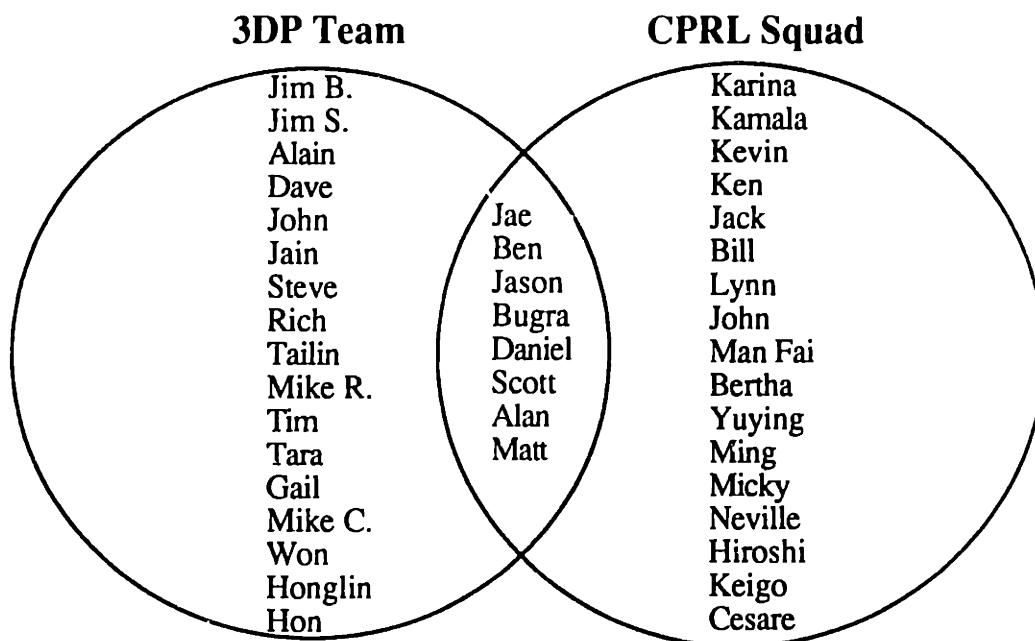 3DP Team
CPRL Squad
Jim B.
Jim S.
Alain
Dave
John
Jain
Steve
Rich
Tailin
Mike R.
Tim
Tara
Gail
Mike C.
Won
Honglin
Hon
Jae
Ben
Jason
Bugra
Daniel
Scott
Alan
Matt
Karina
Kamala
Kevin
Ken
Jack
Bill
Lynn
John
Man Fai
Bertha
Yuying
Ming
Micky
Neville
Hiroshi
Keigo
Cesare